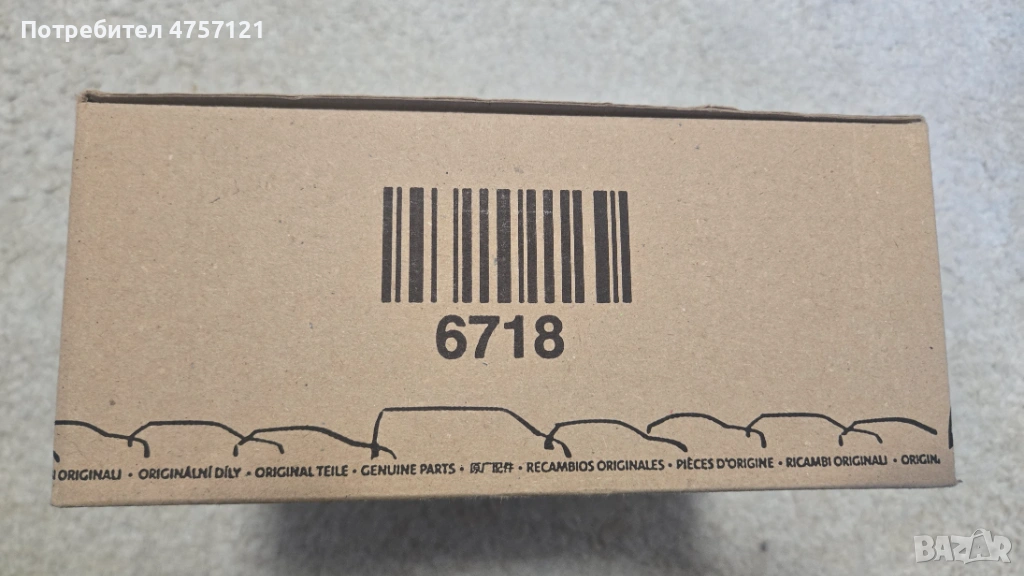 Потребител 4757121
6718
I ORIGINALI • ORIGINÁLNÍ DÍLY • ORIGINAL TEILE • GENUINE PARTS • 原厂配件 • RECAMBIOS ORIGINALES • PIÈCES D'ORIGINE • RICAMBI ORIGINALI • ORIGIN
BAZAR